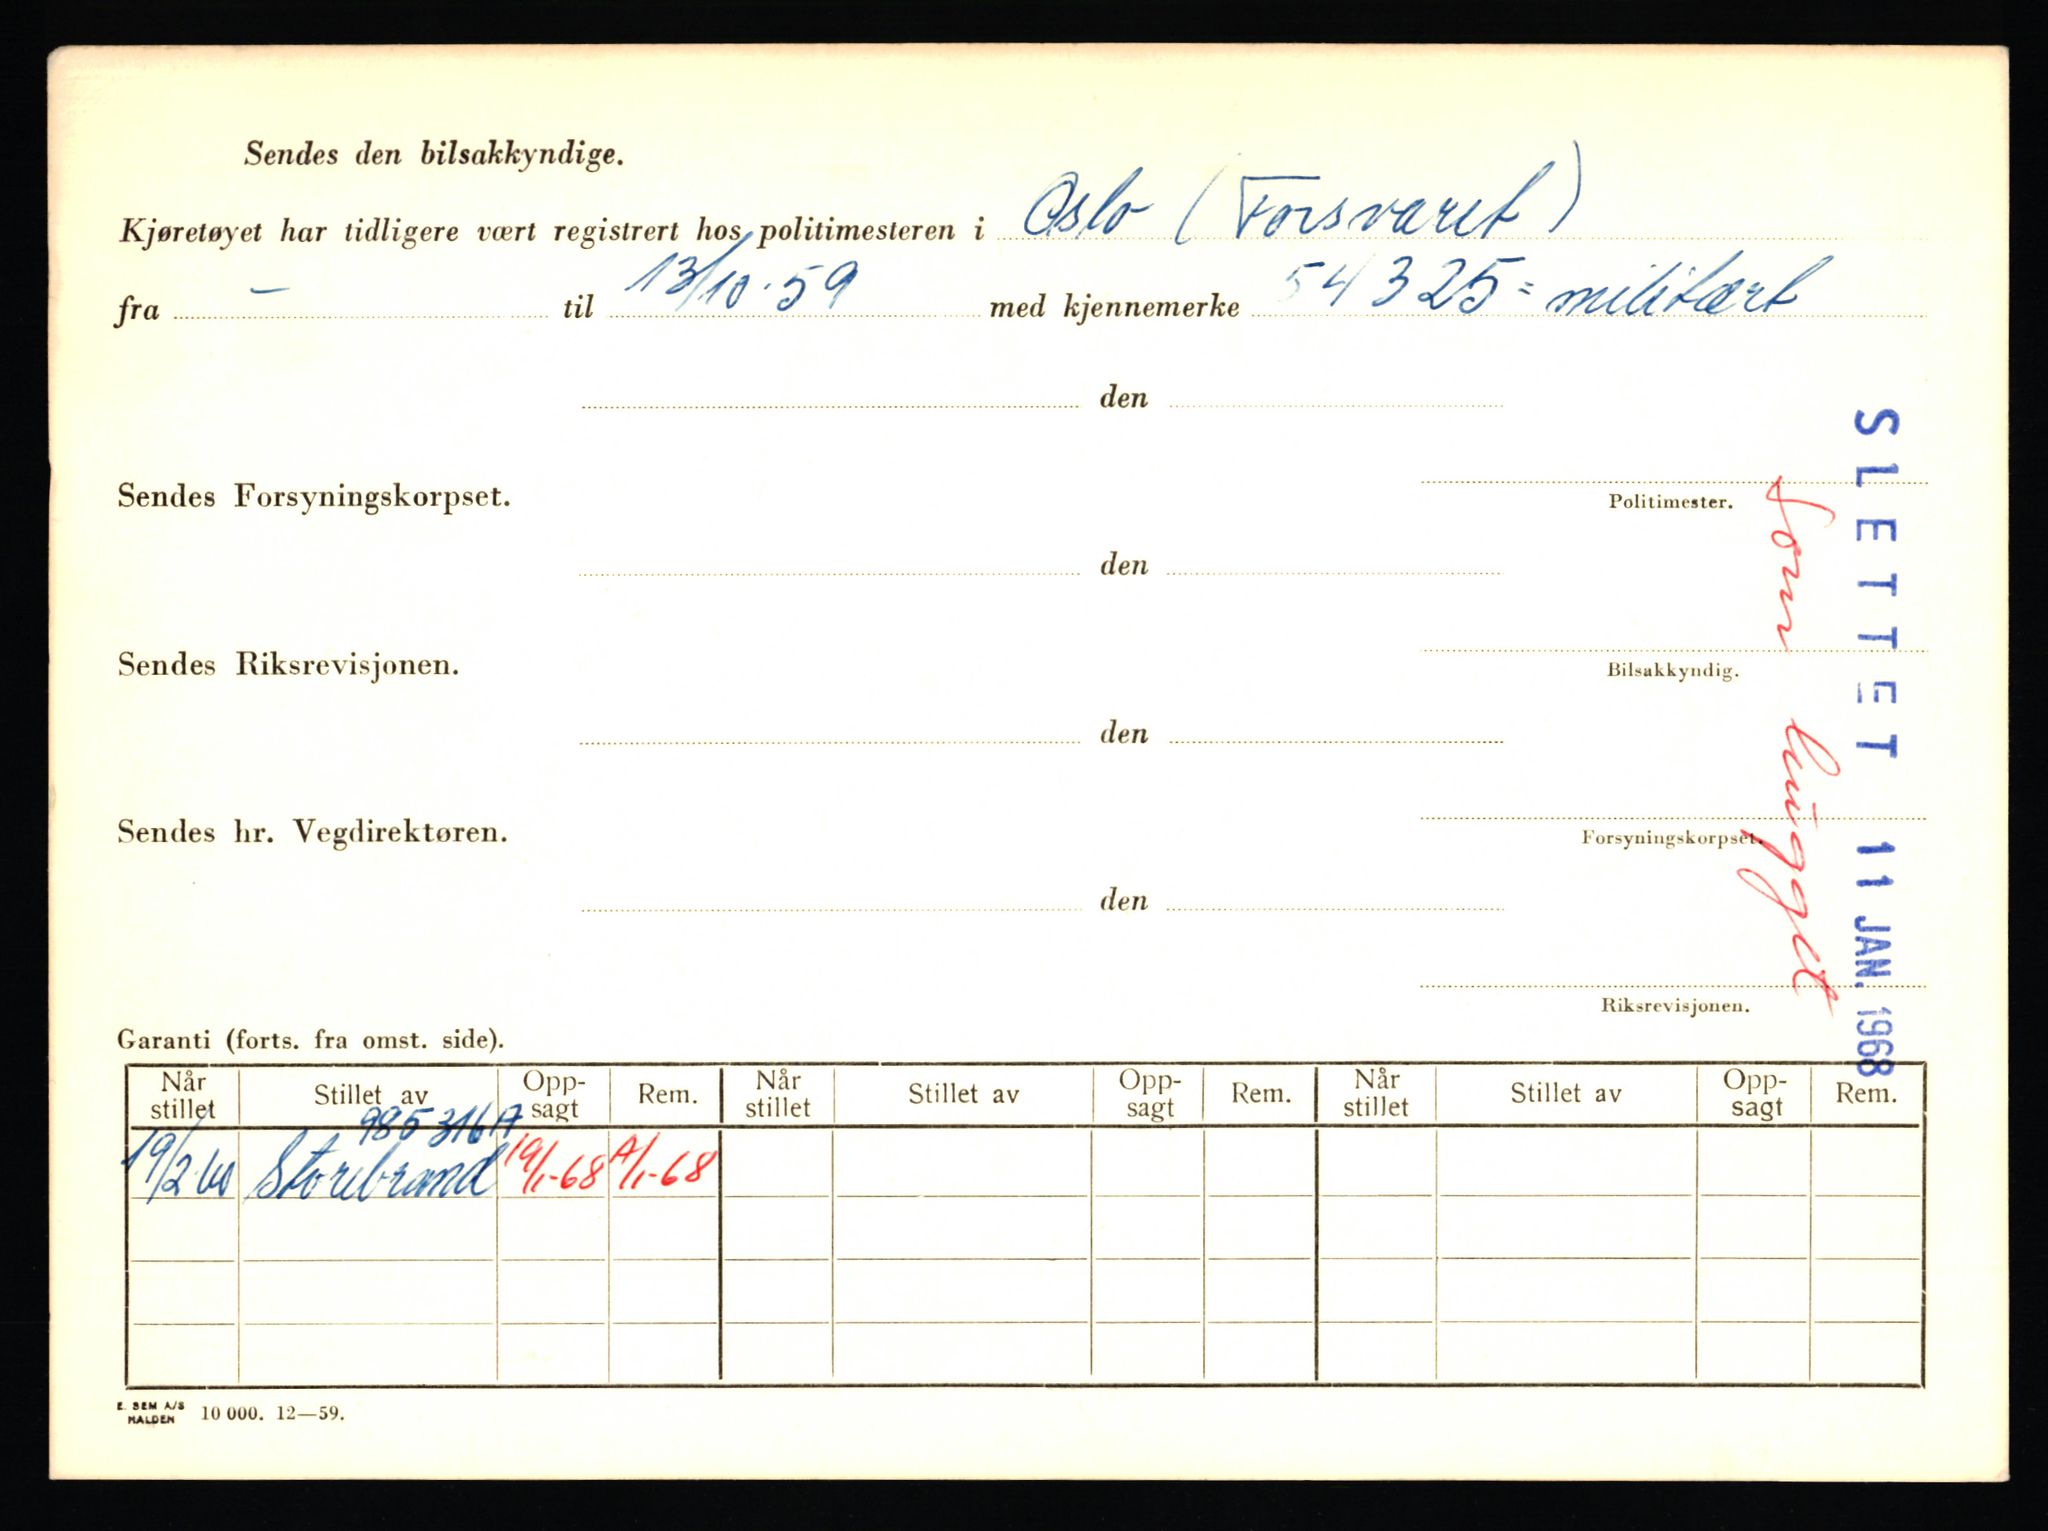 Sendes den bilsakkyndige.
Kjøretøyet har tidligere vært registrert hos politimesteren i Oslo (Forsvaret)
fra - til 13/10.59 med kjennemerke 54325 = militært
den
Politimester.
Sendes Forsyningskorpset.
den
Bilsakkyndig.
Sendes Riksrevisjonen.
den
Forsyningskorpset.
Sendes hr. Vegdirektøren.
den
Riksrevisjonen.
SLETTET 11 JAN. 1968
Som hugget
Garanti (forts. fra omst. side).
Når stillet Stillet av Opp-sagt Rem. Når stillet Stillet av Opp-sagt Rem. Når stillet Stillet av Opp-sagt Rem.
985316 A
19/2.60 Storebrand 19/1-68 A/1-68
E. SEM A/S
HALDEN 10 000. 12—59.